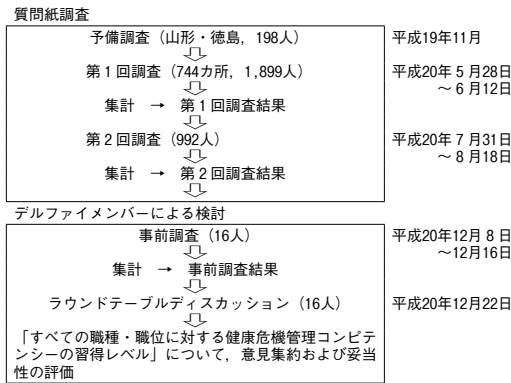 質問紙調査
予備調査（山形・徳島，198人） 平成19年11月
第１回調査（744カ所，1,899人） 平成20年５月28日
～６月12日
集計 → 第１回調査結果
第２回調査（992人） 平成20年７月31日
～８月18日
集計 → 第２回調査結果
デルファイメンバーによる検討
事前調査（16人） 平成20年12月８日
～12月16日
集計 → 事前調査結果
ラウンドテーブルディスカッション（16人） 平成20年12月22日
「すべての職種・職位に対する健康危機管理コンピテ
ンシーの習得レベル」について，意見集約および妥当
性の評価